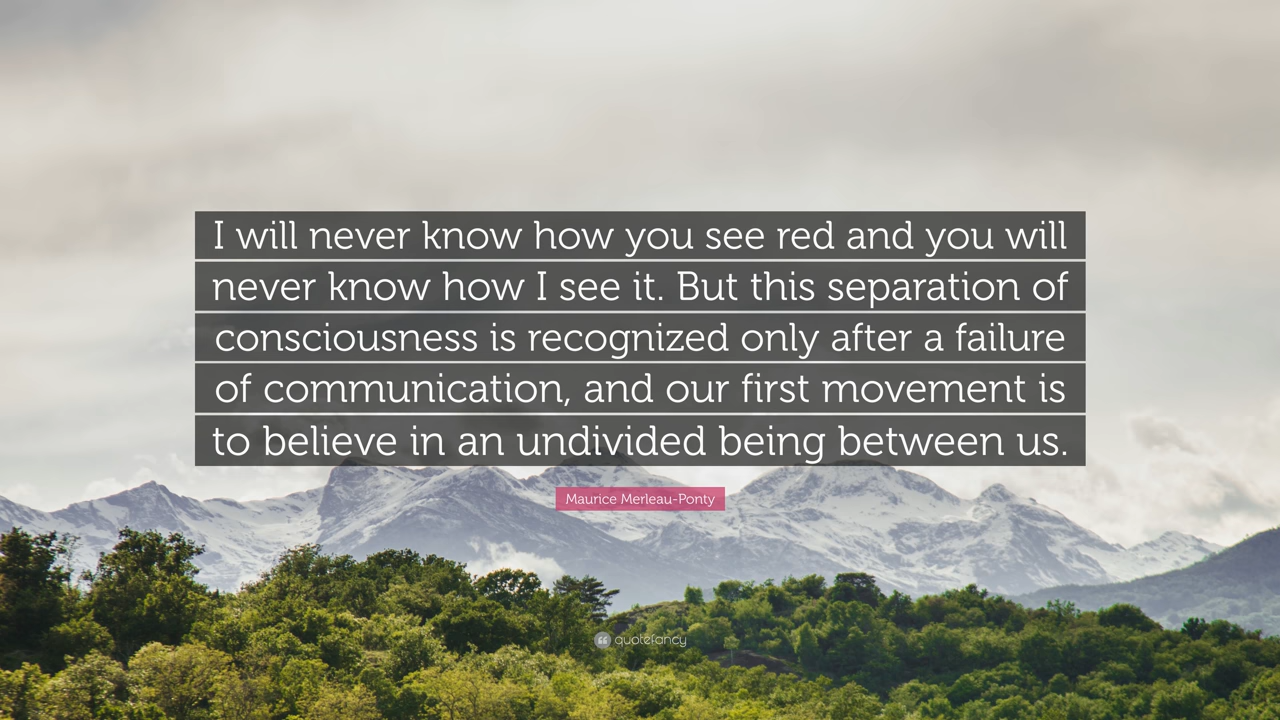 I will never know how you see red and you will
never know how I see it. But this separation of
consciousness is recognized only after a failure
of communication, and our first movement is
to believe in an undivided being between us.
Maurice Merleau-Ponty
quotefancy